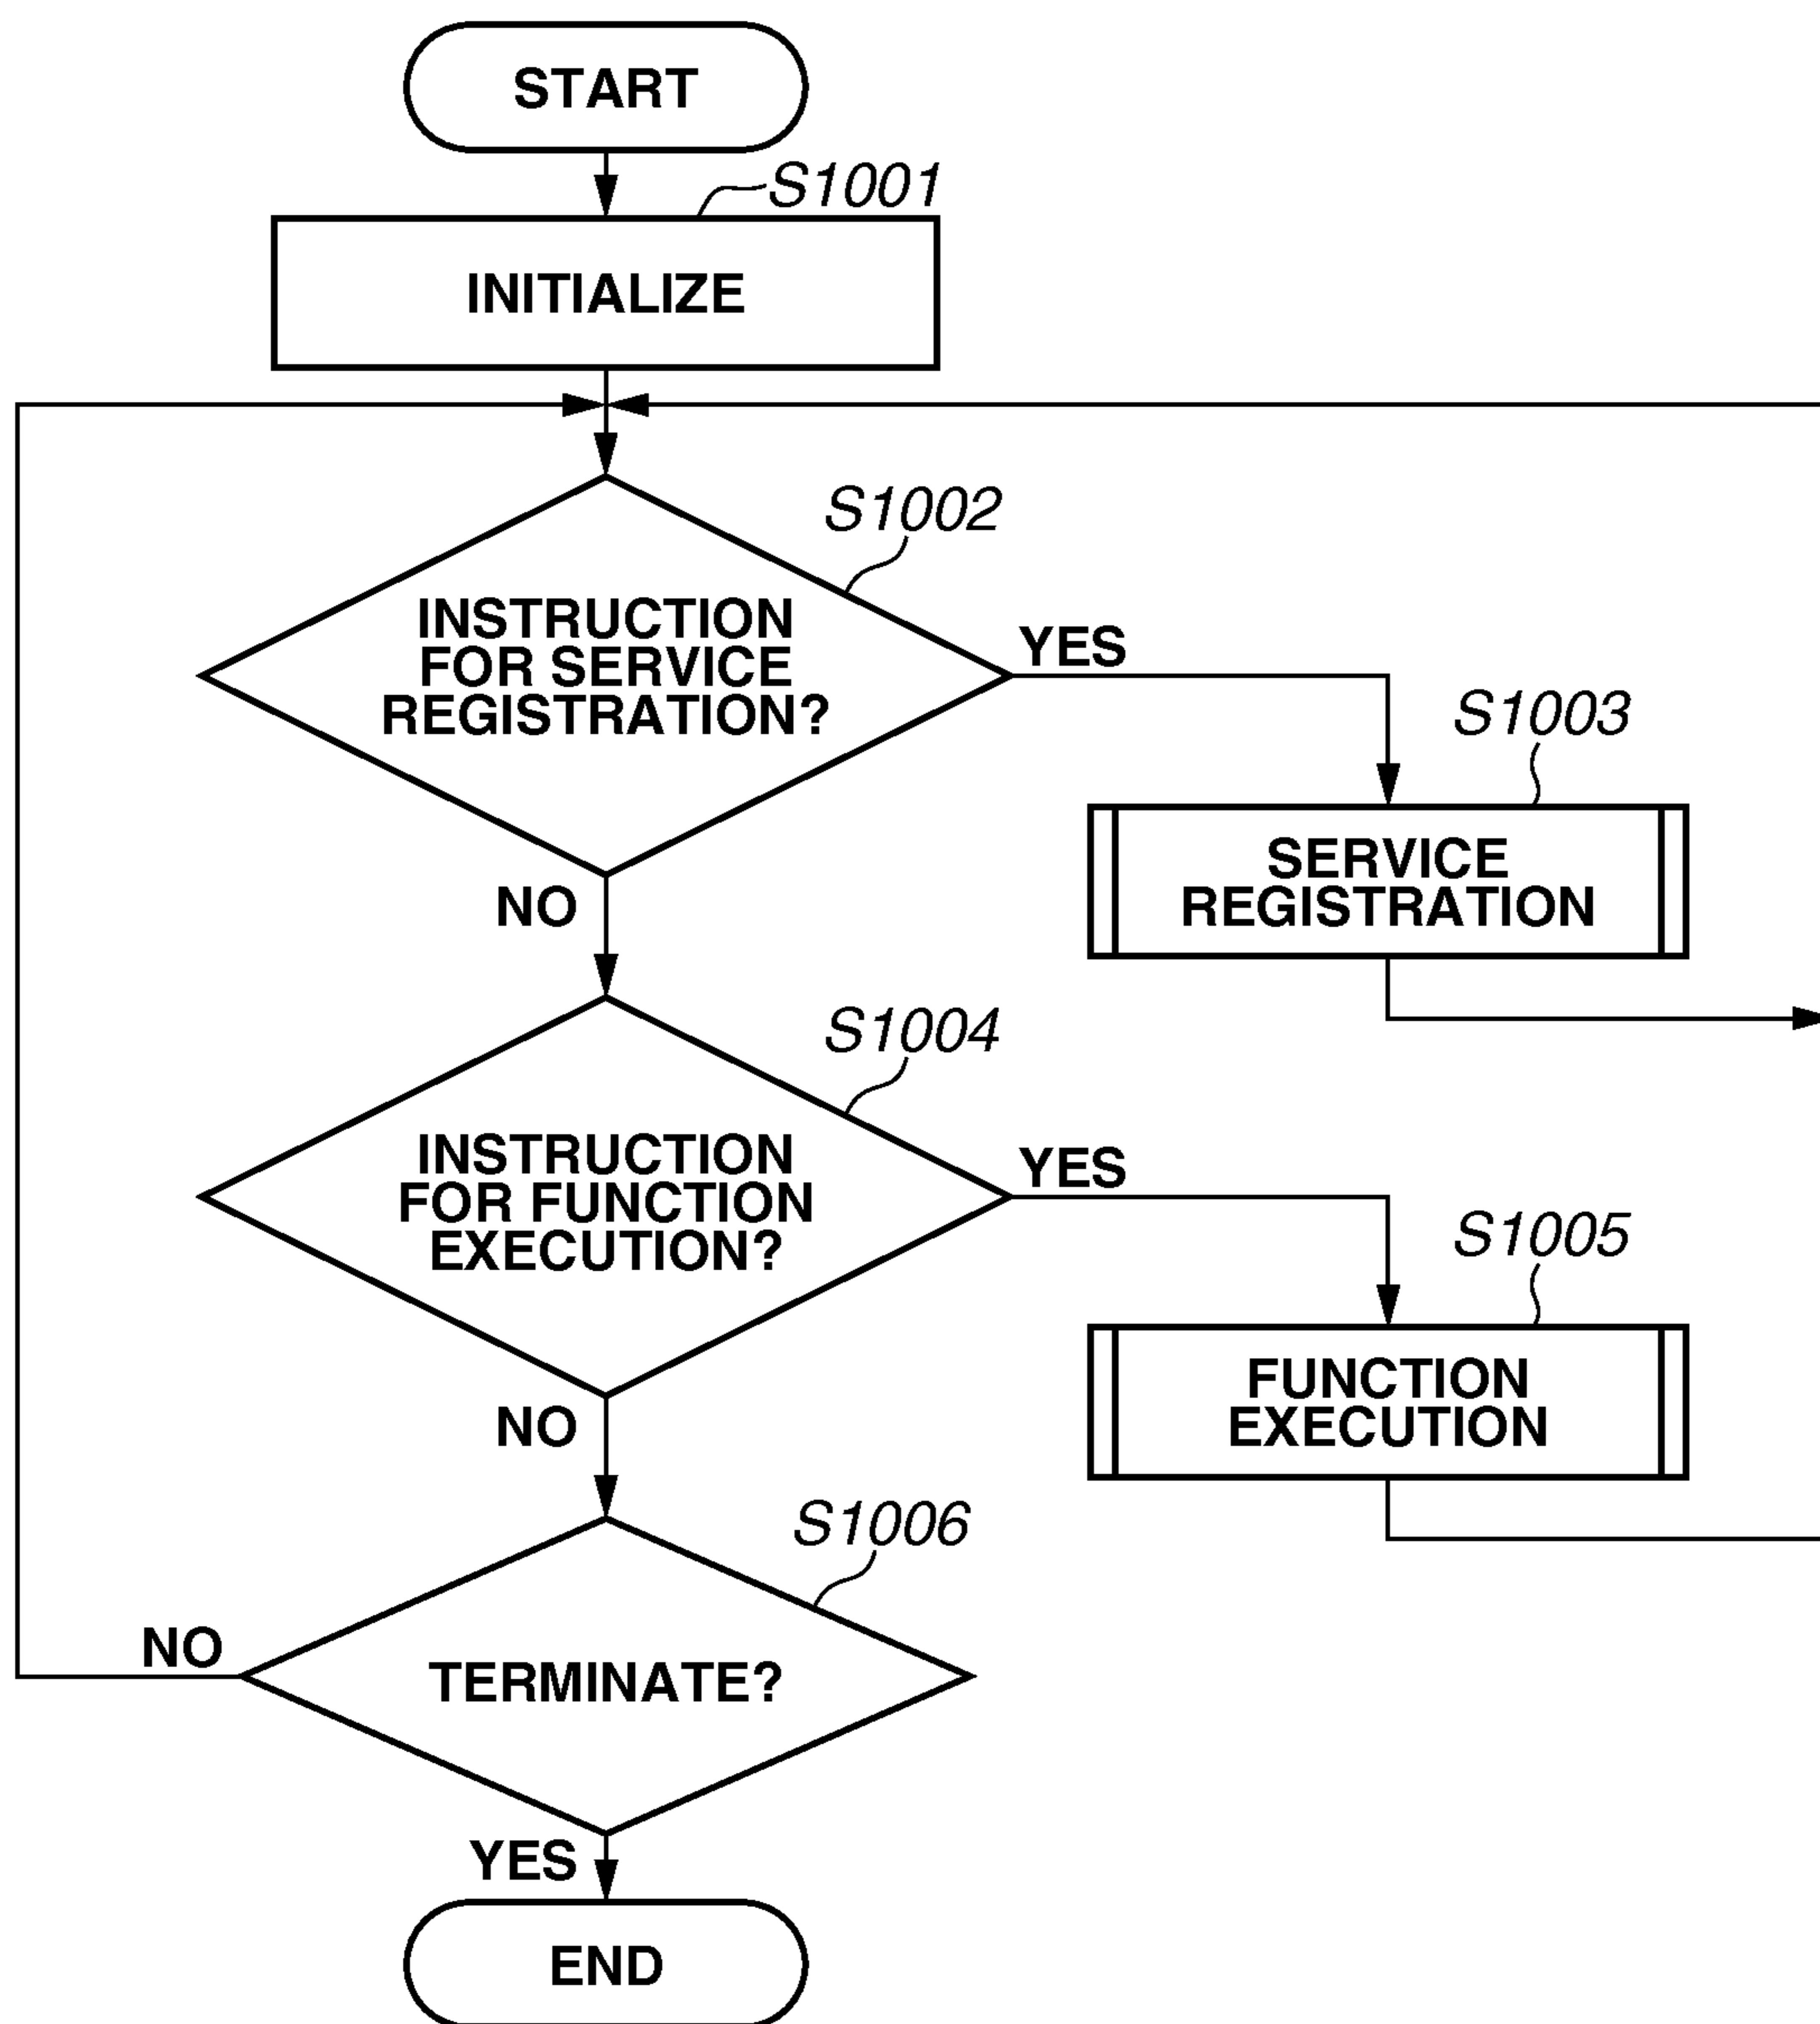 START
S1001
INITIALIZE
S1002
INSTRUCTION
FOR SERVICE
REGISTRATION?
YES
S1003
SERVICE
REGISTRATION
NO
S1004
INSTRUCTION
FOR FUNCTION
EXECUTION?
YES
S1005
FUNCTION
EXECUTION
NO
S1006
TERMINATE?
NO
YES
END